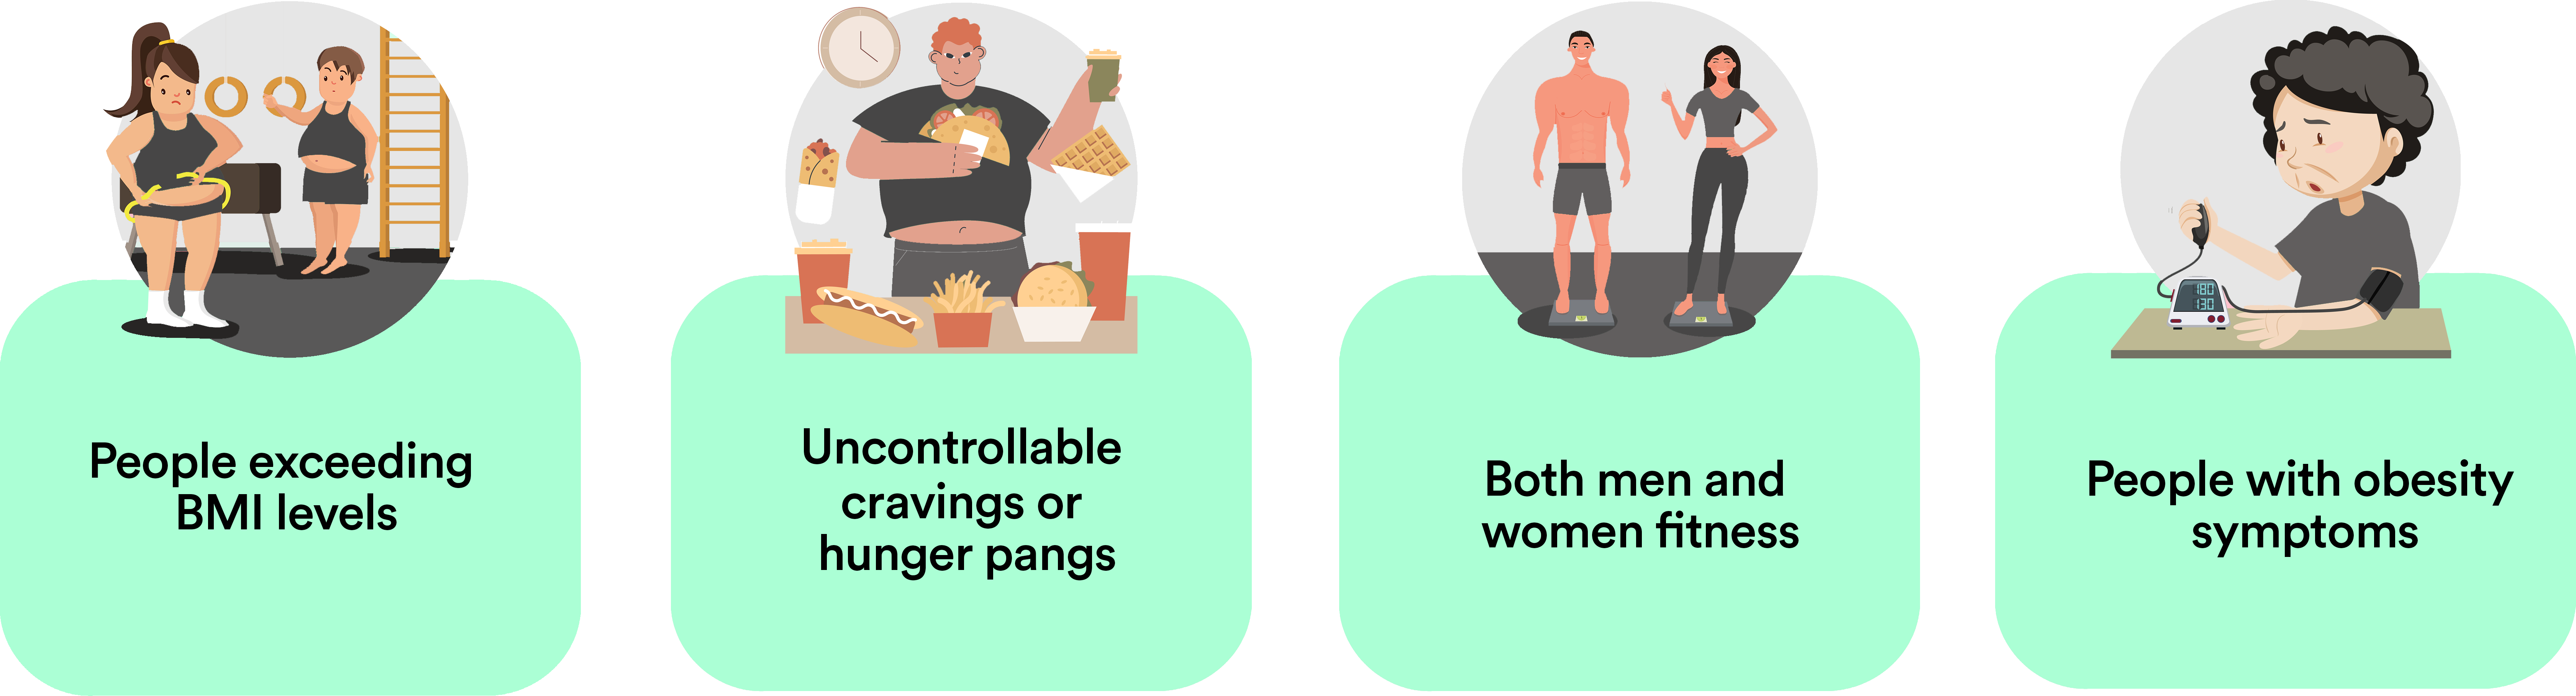 People exceeding
BMI levels
Uncontrollable
cravings or
hunger pangs
Both men and
women fitness
People with obesity
symptoms
180
130